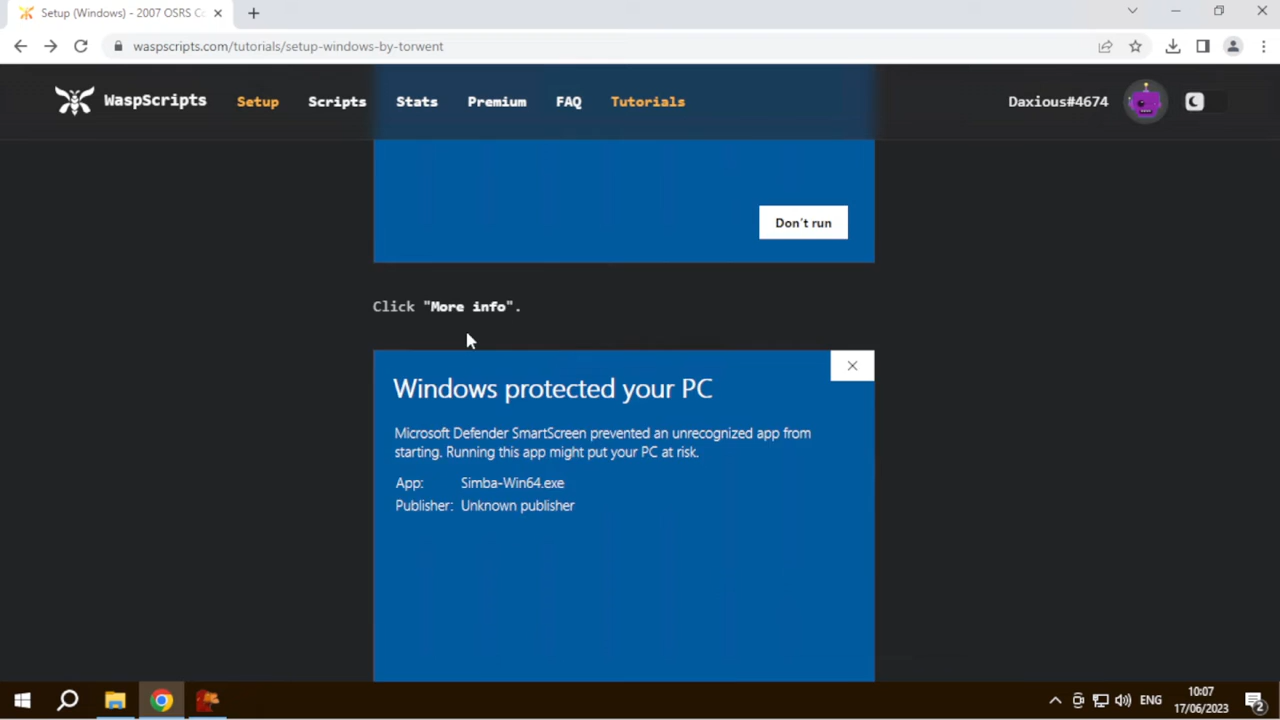 Setup (Windows) - 2007 OSRS Co
waspscripts.com/tutorials/setup-windows-by-torwent
WaspScripts
Setup
Scripts
Stats
Premium
FAQ
Tutorials
Daxious#4674
Don't run
Click "More info".
Windows protected your PC
Microsoft Defender SmartScreen prevented an unrecognized app from
starting. Running this app might put your PC at risk.
App: Simba-Win64.exe
Publisher: Unknown publisher
ENG
10:07
17/06/2023
2